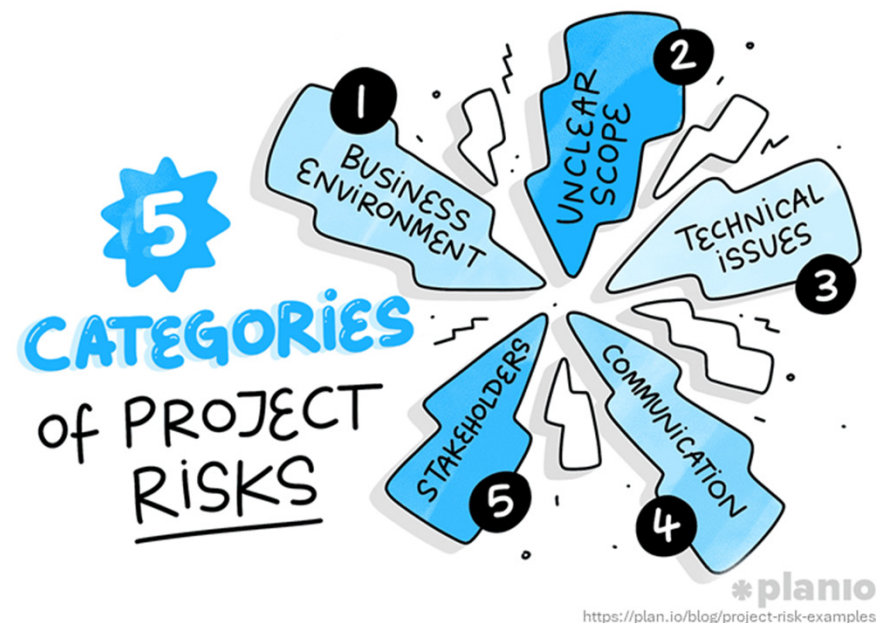 5
CATEGORIES
of PROJECT
RISKS
1
BUSINESS
ENVIRONMENT
2
UNCLEAR
SCOPE
TECHNICAL
ISSUES
3
COMMUNICATION
4
STAKEHOLDERS
5
planio
https://plan.io/blog/project-risk-examples